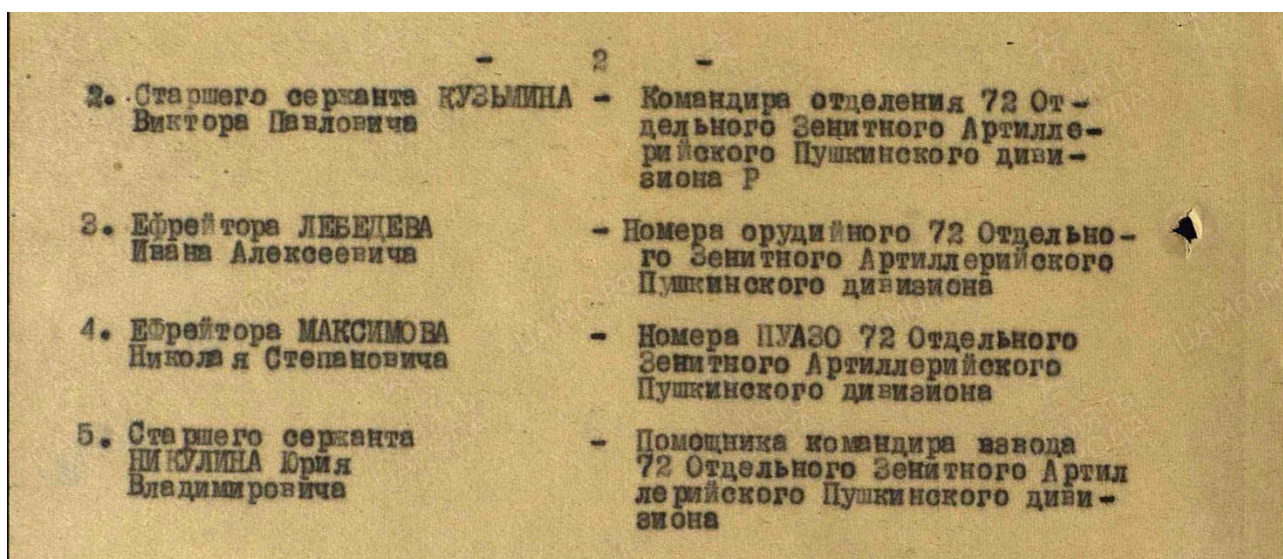 - 2 -
2. Старшего сержанта КУЗЬМИНА - Командира отделения 72 От-
Виктора Павловича дельного Зенитного Артилле-
рийского Пушкинского диви-
зиона Р
3. Ефрейтора ЛЕБЕДЕВА - Номера орудийного 72 Отдельно-
Ивана Алексеевича го Зенитного Артиллерийского
Пушкинского дивизиона
4. ЕФрейтора МАКСИМОВА - Номера ПУАЗО 72 Отдельного
Николая Степановича Зенитного Артиллерийского
Пушкинского дивизиона
5. Старшего сержанта - Помощника командира взвода
НИКУЛИНА Юрия 72 Отдельного Зенитного Артил
Владимировича лерийского Пушкинского диви-
зиона